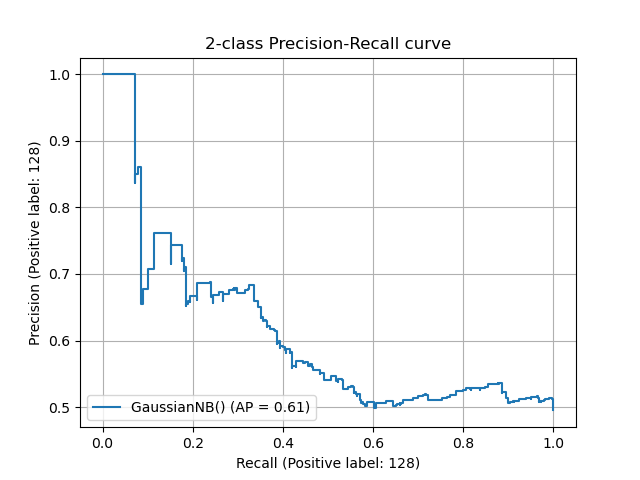 2-class Precision-Recall curve
Precision (Positive label: 128)
1.0
0.9
0.8
0.7
0.6
0.5
GaussianNB() (AP = 0.61)
0.0 0.2 0.4 0.6 0.8 1.0
Recall (Positive label: 128)